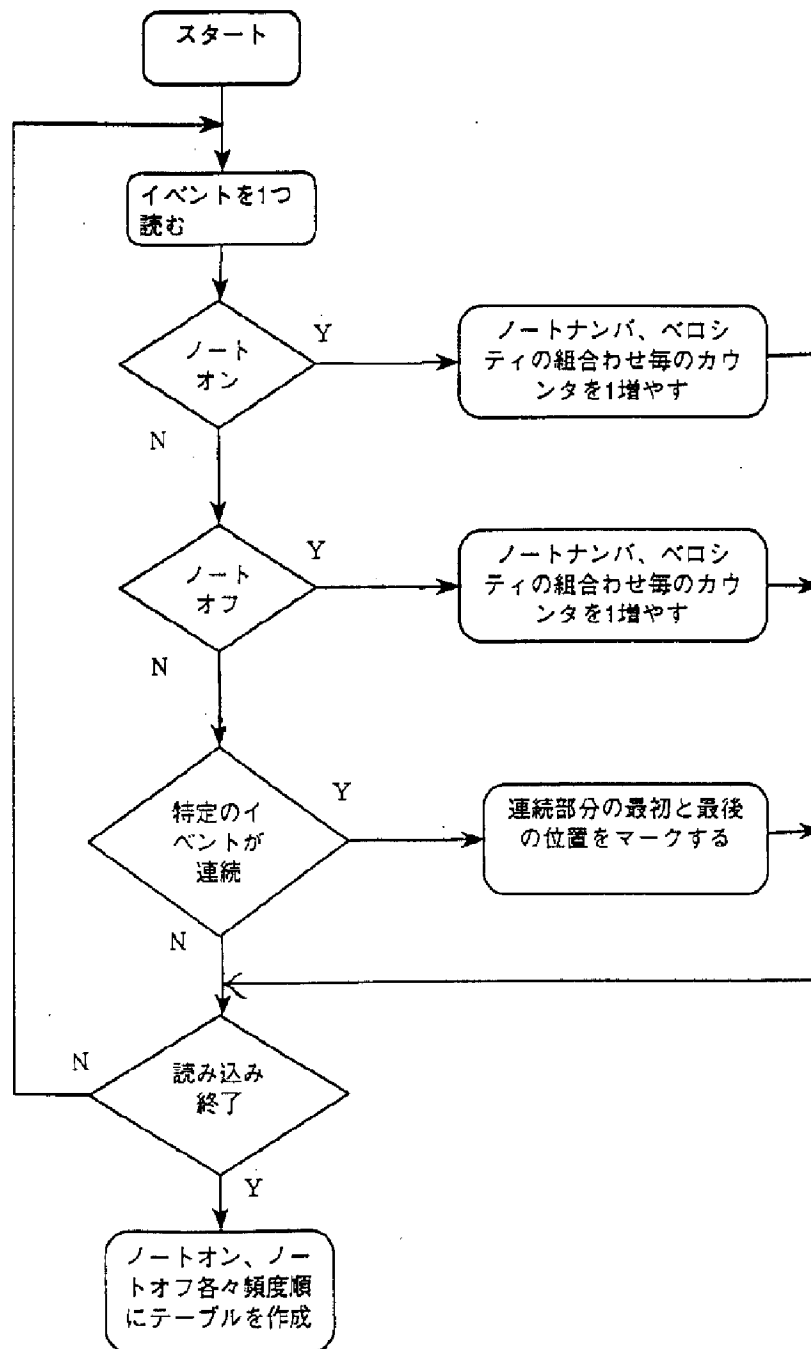 スタート
イベントを1つ
読む
ノート
オン
Y
N
ノートナンバ、ベロシ
ティの組合わせ毎のカウ
ンタを1増やす
ノート
オフ
Y
N
ノートナンバ、ベロシ
ティの組合わせ毎のカウ
ンタを1増やす
特定のイ
ベントが
連続
Y
N
連続部分の最初と最後
の位置をマークする
読み込み
終了
N
Y
ノートオン、ノー
トオフ各々頻度順
にテーブルを作成